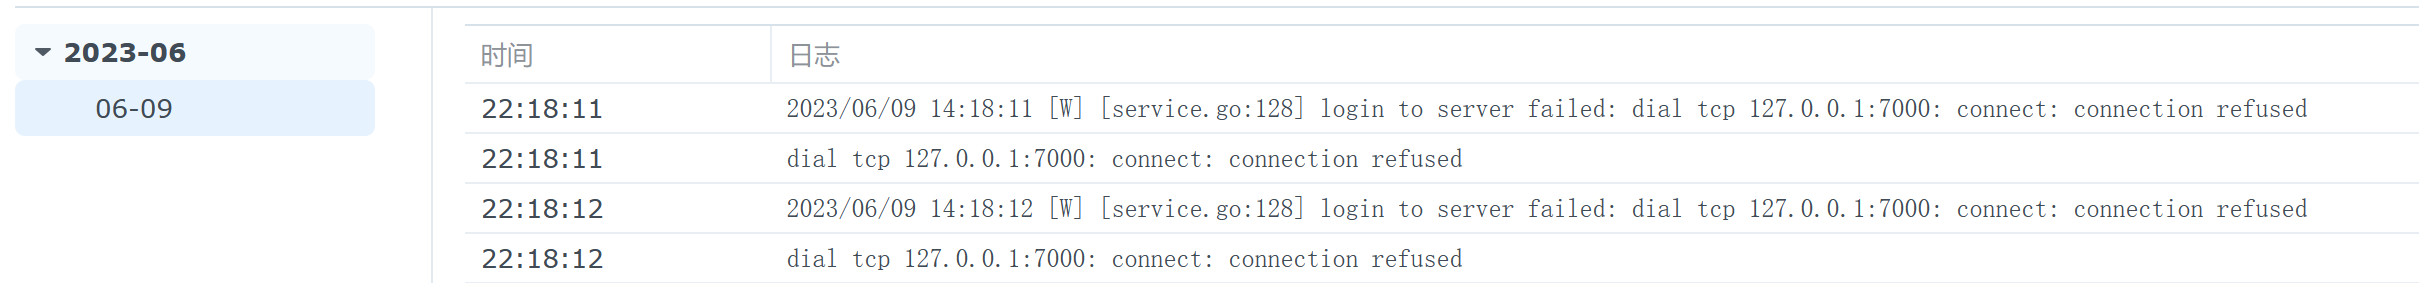 2023-06
06-09
时间 日志
22:18:11 2023/06/09 14:18:11 [W] [service.go:128] login to server failed: dial tcp 127.0.0.1:7000: connect: connection refused
22:18:11 dial tcp 127.0.0.1:7000: connect: connection refused
22:18:12 2023/06/09 14:18:12 [W] [service.go:128] login to server failed: dial tcp 127.0.0.1:7000: connect: connection refused
22:18:12 dial tcp 127.0.0.1:7000: connect: connection refused